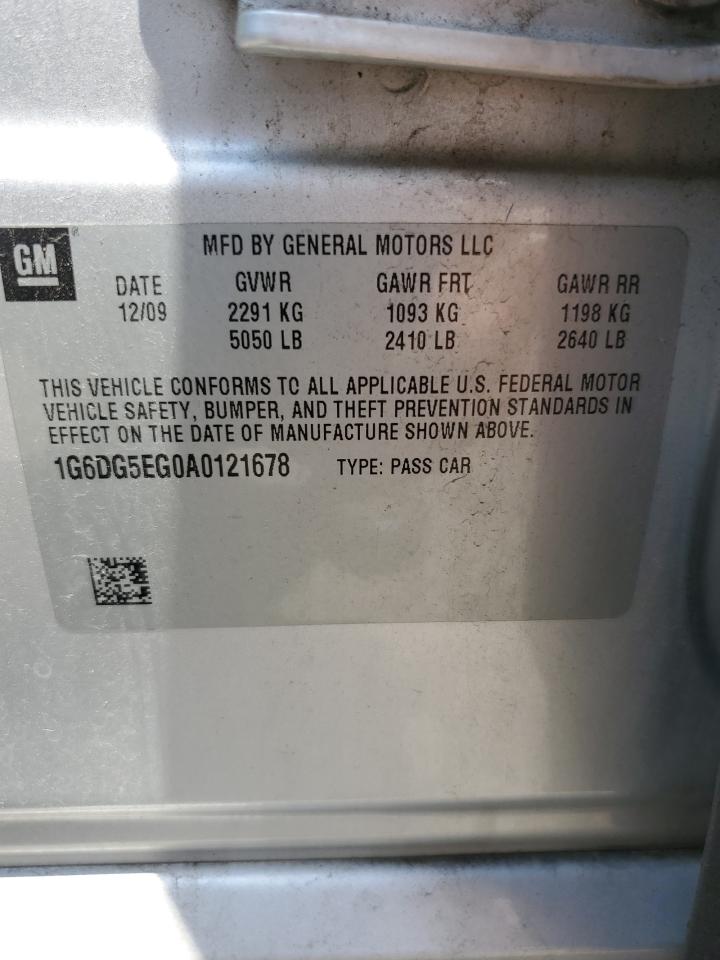 GM®
MFD BY GENERAL MOTORS LLC
DATE GVWR GAWR FRT GAWR RR
12/09 2291 KG 1093 KG 1198 KG
5050 LB 2410 LB 2640 LB
THIS VEHICLE CONFORMS TO ALL APPLICABLE U.S. FEDERAL MOTOR
VEHICLE SAFETY, BUMPER, AND THEFT PREVENTION STANDARDS IN
EFFECT ON THE DATE OF MANUFACTURE SHOWN ABOVE.
1G6DG5EG0A0121678 TYPE: PASS CAR